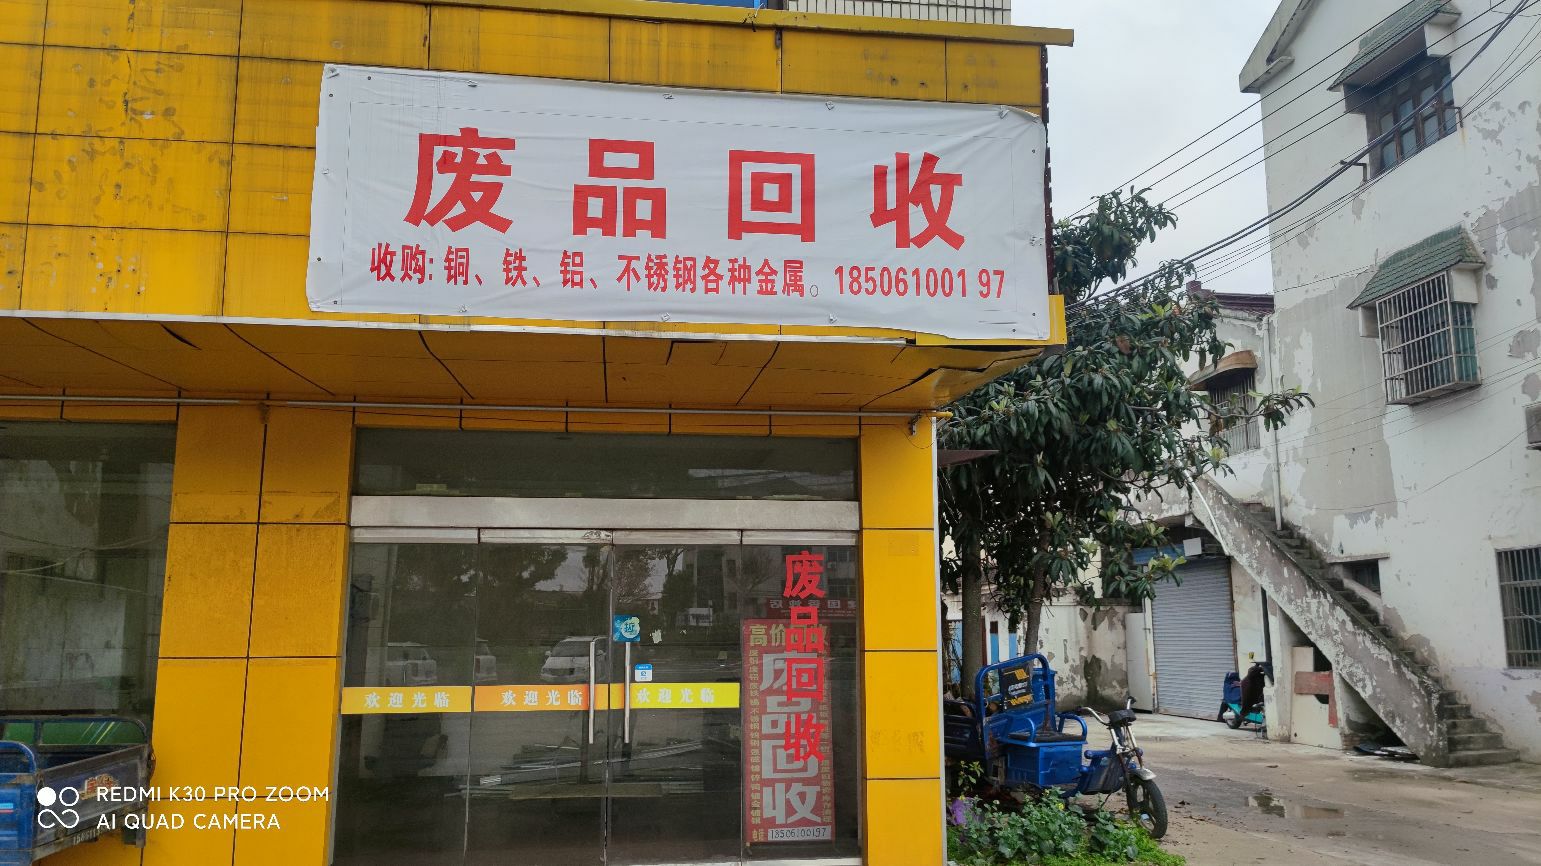 废品回收
收购:铜、铁、铝、不锈钢各种金属。18506100197
废品回收
高价
废品回收
欢迎光临
欢迎光临
欢迎光临
电话 18506100197
REDMI K30 PRO ZOOM
AI QUAD CAMERA